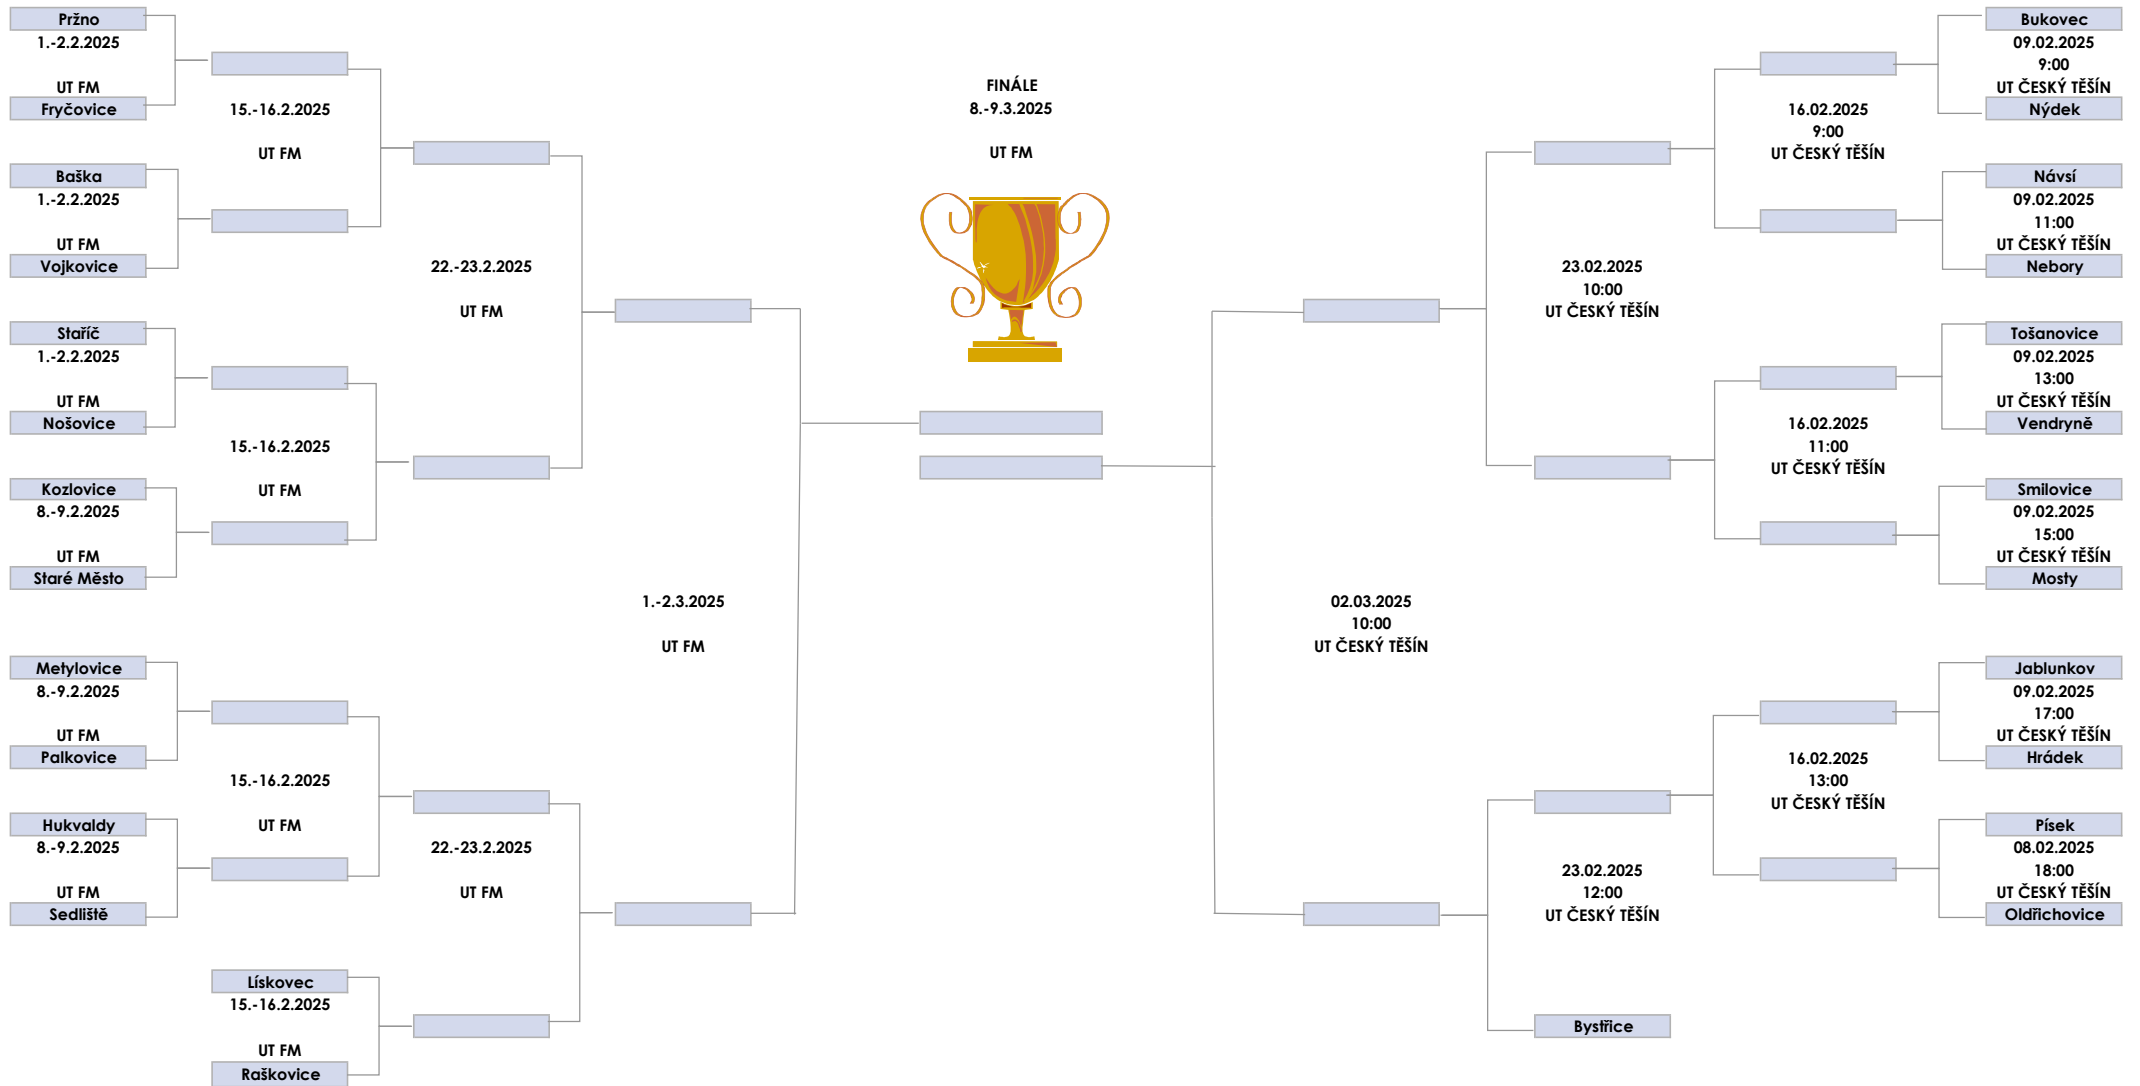 Pržno
1.-2.2.2025
UT FM
Fryčovice
Baška
1.-2.2.2025
UT FM
Vojkovice
Staříč
1.-2.2.2025
UT FM
Nošovice
Kozlovice
8.-9.2.2025
UT FM
Staré Město
Metylovice
8.-9.2.2025
UT FM
Palkovice
Hukvaldy
8.-9.2.2025
UT FM
Sedliště
15.-16.2.2025
UT FM
15.-16.2.2025
UT FM
15.-16.2.2025
UT FM
Lískovec
15.-16.2.2025
UT FM
Raškovice
22.-23.2.2025
UT FM
22.-23.2.2025
UT FM
1.-2.3.2025
UT FM
FINÁLE
8.-9.3.2025
UT FM
02.03.2025
10:00
UT ČESKÝ TĚŠÍN
23.02.2025
10:00
UT ČESKÝ TĚŠÍN
23.02.2025
12:00
UT ČESKÝ TĚŠÍN
Bystřice
16.02.2025
9:00
UT ČESKÝ TĚŠÍN
16.02.2025
11:00
UT ČESKÝ TĚŠÍN
16.02.2025
13:00
UT ČESKÝ TĚŠÍN
Bukovec
09.02.2025
9:00
UT ČESKÝ TĚŠÍN
Nýdek
Návsí
09.02.2025
11:00
UT ČESKÝ TĚŠÍN
Nebory
Tošanovice
09.02.2025
13:00
UT ČESKÝ TĚŠÍN
Vendryně
Smilovice
09.02.2025
15:00
UT ČESKÝ TĚŠÍN
Mosty
Jablunkov
09.02.2025
17:00
UT ČESKÝ TĚŠÍN
Hrádek
Písek
08.02.2025
18:00
UT ČESKÝ TĚŠÍN
Oldřichovice